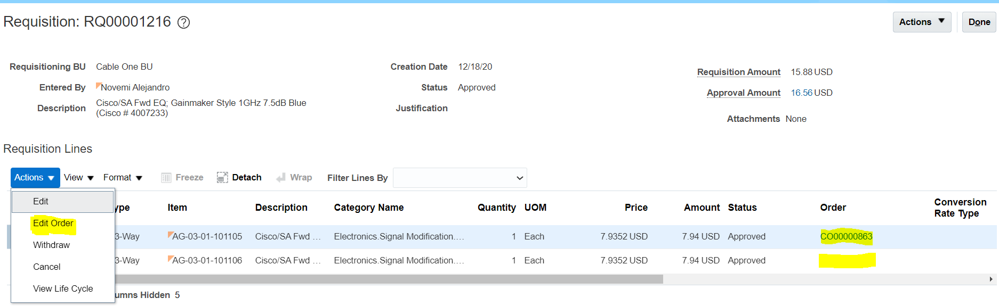 Requisition: RQ00001216 ?
Actions Done
Requisitioning BU Cable One BU
Creation Date 12/18/20
Requisition Amount 15.88 USD
Entered By Novemi Alejandro
Status Approved
Approval Amount 16.56 USD
Description Cisco/SA Fwd EQ; Gainmaker Style 1GHz 7.5dB Blue
(Cisco # 4007233)
Justification
Attachments None
Requisition Lines
Actions View Format Freeze Detach Wrap Filter Lines By
Edit
Edit Order
Withdraw
Cancel
View Life Cycle
ype Item Description Category Name Quantity UOM Price Amount Status Order Conversion
Rate Type
3-Way AG-03-01-101105 Cisco/SA Fwd ... Electronics.Signal Modification.... 1 Each 7.9352 USD 7.94 USD Approved CO00000863
3-Way AG-03-01-101106 Cisco/SA Fwd ... Electronics.Signal Modification.... 1 Each 7.9352 USD 7.94 USD Approved
umns Hidden 5